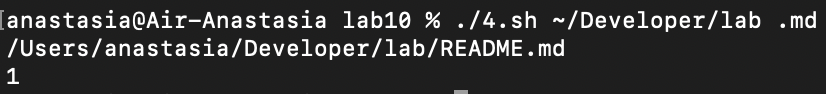 anastasia@Air-Anastasia lab10 % ./4.sh ~/Developer/lab .md
/Users/anastasia/Developer/lab/README.md
1